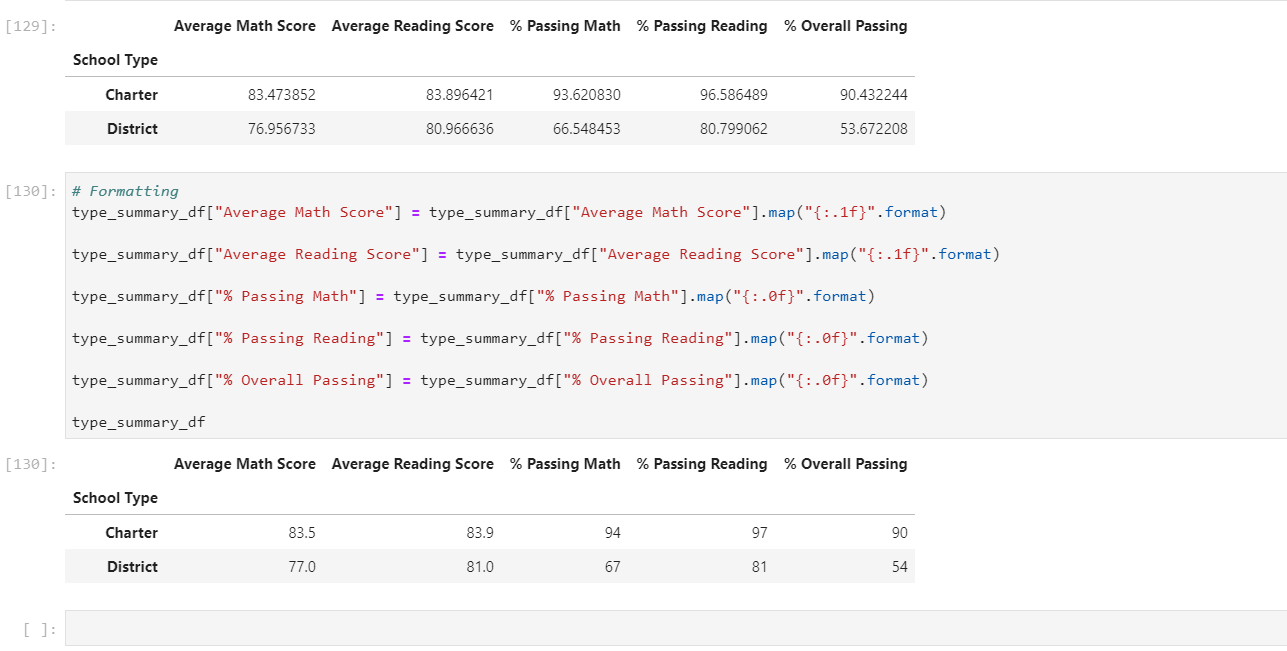 [129]:
Average Math Score Average Reading Score % Passing Math % Passing Reading % Overall Passing
School Type
Charter 83.473852 83.896421 93.620830 96.586489 90.432244
District 76.956733 80.966636 66.548453 80.799062 53.672208
[130]:
# Formatting
type_summary_df["Average Math Score"] = type_summary_df["Average Math Score"].map("{:.1f}".format)
type_summary_df["Average Reading Score"] = type_summary_df["Average Reading Score"].map("{:.1f}".format)
type_summary_df["% Passing Math"] = type_summary_df["% Passing Math"].map("{:.0f}".format)
type_summary_df["% Passing Reading"] = type_summary_df["% Passing Reading"].map("{:.0f}".format)
type_summary_df["% Overall Passing"] = type_summary_df["% Overall Passing"].map("{:.0f}".format)
type_summary_df
[130]:
Average Math Score Average Reading Score % Passing Math % Passing Reading % Overall Passing
School Type
Charter 83.5 83.9 94 97 90
District 77.0 81.0 67 81 54
[ ]: